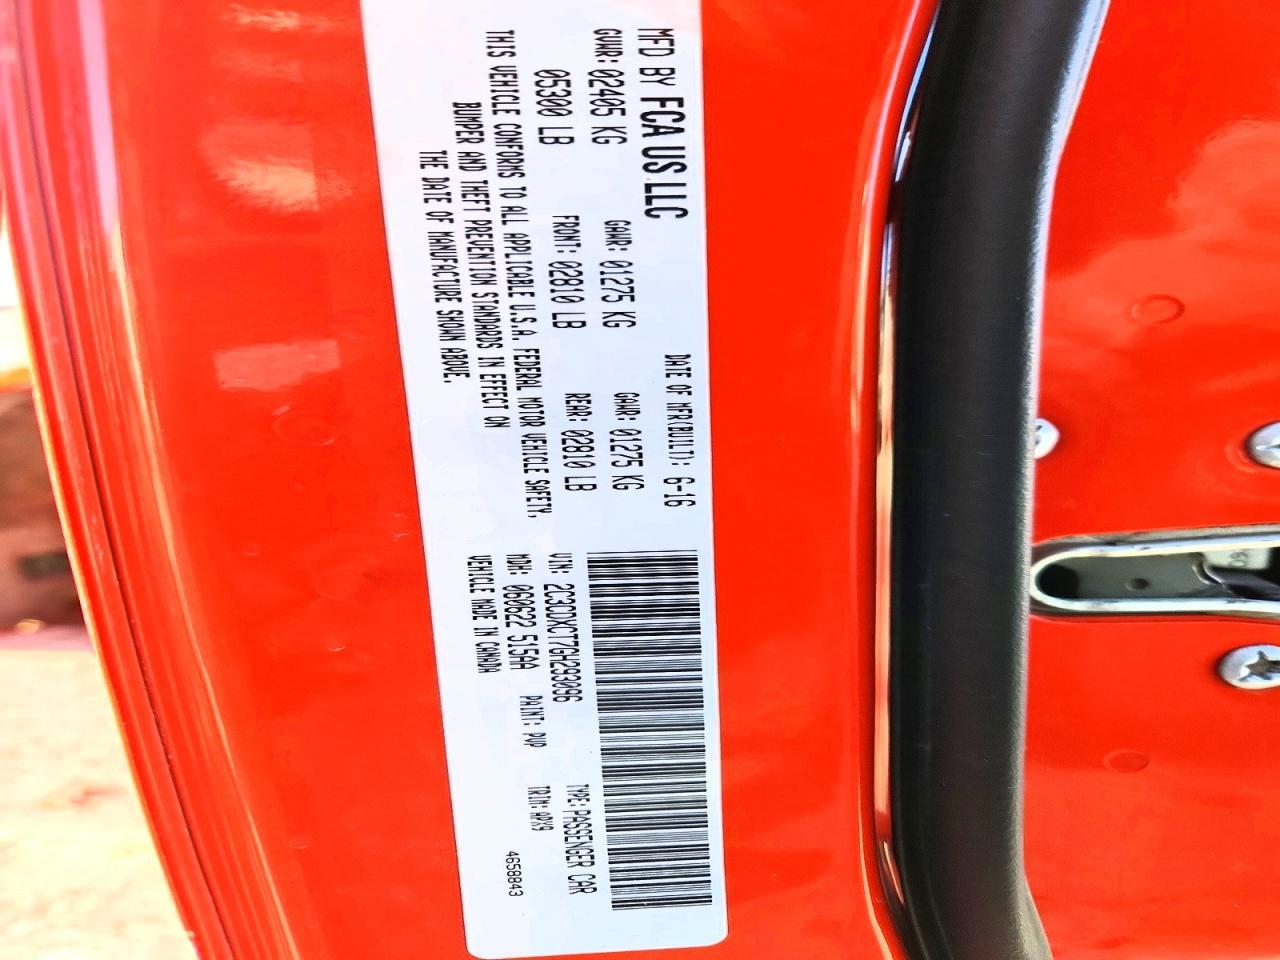 MFD BY FCA US LLC
DATE OF MFR(BUILT): 6-16
GVWR: 02405 KG
GAWR: 01275 KG
GAWR: 01275 KG
05300 LB
FRONT: 02810 LB
REAR: 02810 LB
THIS VEHICLE CONFORMS TO ALL APPLICABLE U.S.A. FEDERAL MOTOR VEHICLE SAFETY,
BUMPER AND THEFT PREVENTION STANDARDS IN EFFECT ON
THE DATE OF MANUFACTURE SHOWN ABOVE.
VIN: 2C3CDXCT7GH293096
TYPE: PASSENGER CAR
MDH: 060622 515AA
PAINT: PVP
TRIM: APX9
VEHICLE MADE IN CANADA
4658843